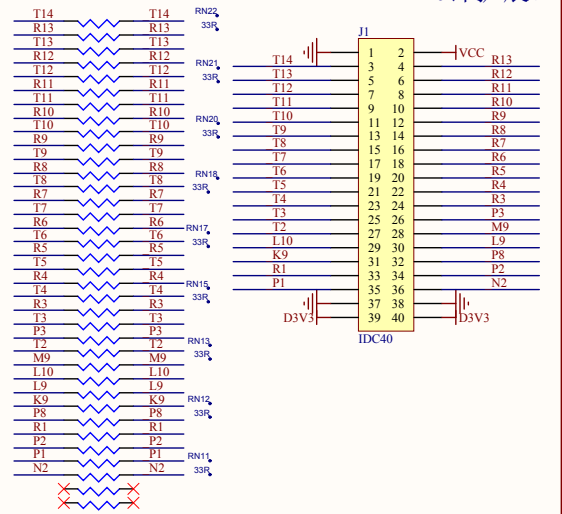 T14 T14 RN22
R13 R13 33R
T13 T13
R12 R12
T12 T12 RN21
R11 R11 33R
T11 T11
R10 R10
T10 T10 RN20
R9 R9 33R
T9 T9
R8 R8
T8 T8 RN18
R7 R7 33R
T7 T7
R6 R6
T6 T6 RN17
R5 R5 33R
T5 T5
R4 R4
T4 T4 RN15
R3 R3 33R
T3 T3
P3 P3
T2 T2 RN13
M9 M9 33R
L10 L10
L9 L9
K9 K9 RN12
P8 P8 33R
R1 R1
P2 P2
P1 P1 RN11
N2 N2 33R
J1
1 2 VCC
T14 3 4 R13
T13 5 6 R12
T12 7 8 R11
T11 9 10 R10
T10 11 12 R9
T9 13 14 R8
T8 15 16 R7
T7 17 18 R6
T6 19 20 R5
T5 21 22 R4
T4 23 24 R3
T3 25 26 P3
T2 27 28 M9
L10 29 30 L9
K9 31 32 P8
R1 33 34 P2
P1 35 36 N2
37 38
D3V3 39 40 D3V3
IDC40